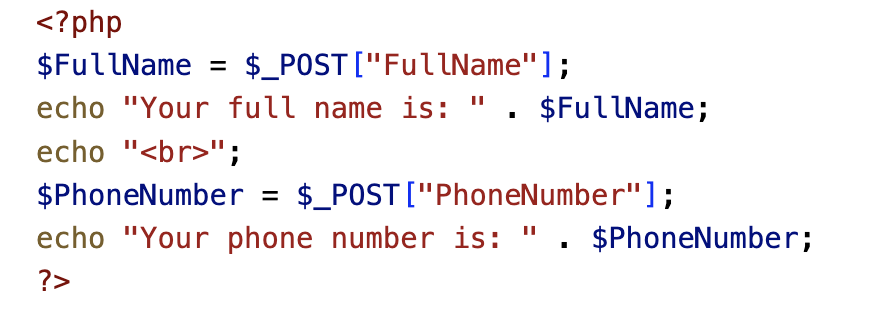 <?php
$FullName = $_POST["FullName"];
echo "Your full name is: " . $FullName;
echo "<br>";
$PhoneNumber = $_POST["PhoneNumber"];
echo "Your phone number is: " . $PhoneNumber;
?>